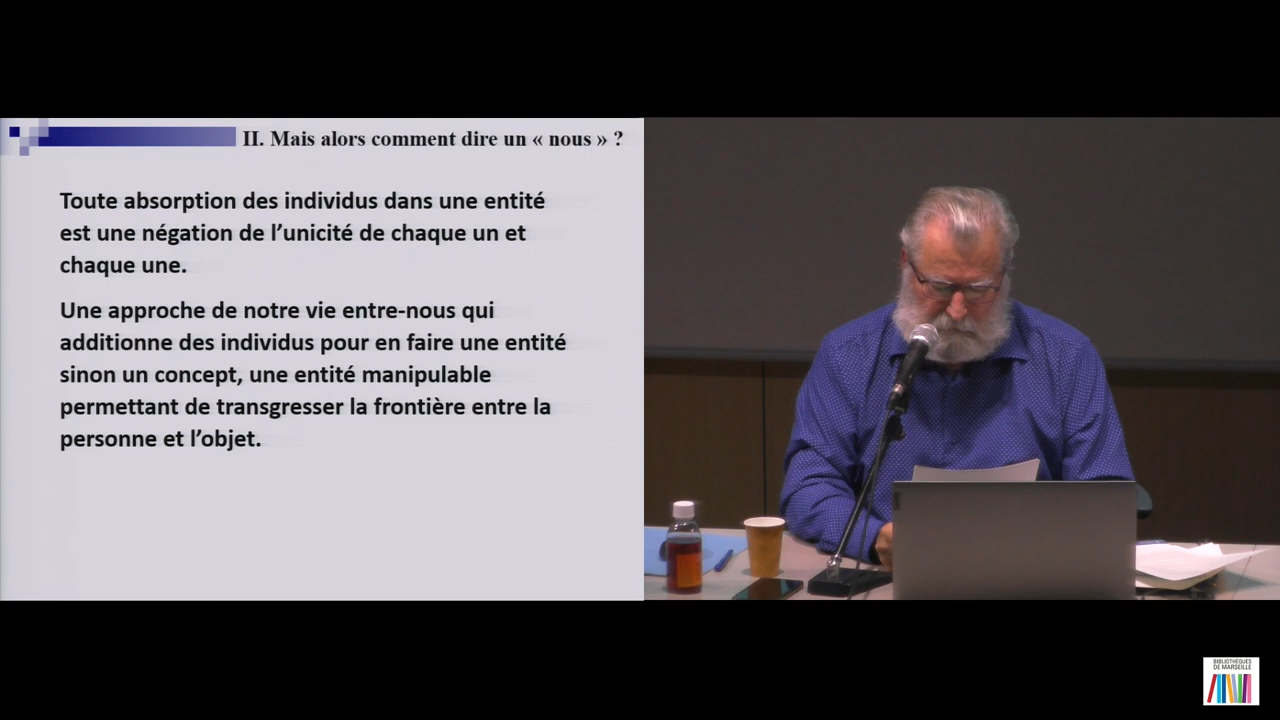 II. Mais alors comment dire un « nous » ?
Toute absorption des individus dans une entité
est une négation de l’unicité de chaque un et
chaque une.
Une approche de notre vie entre-nous qui
additionne des individus pour en faire une entité
sinon un concept, une entité manipulable
permettant de transgresser la frontière entre la
personne et l’objet.
BIBLIOTHÈQUES
DE MARSEILLE